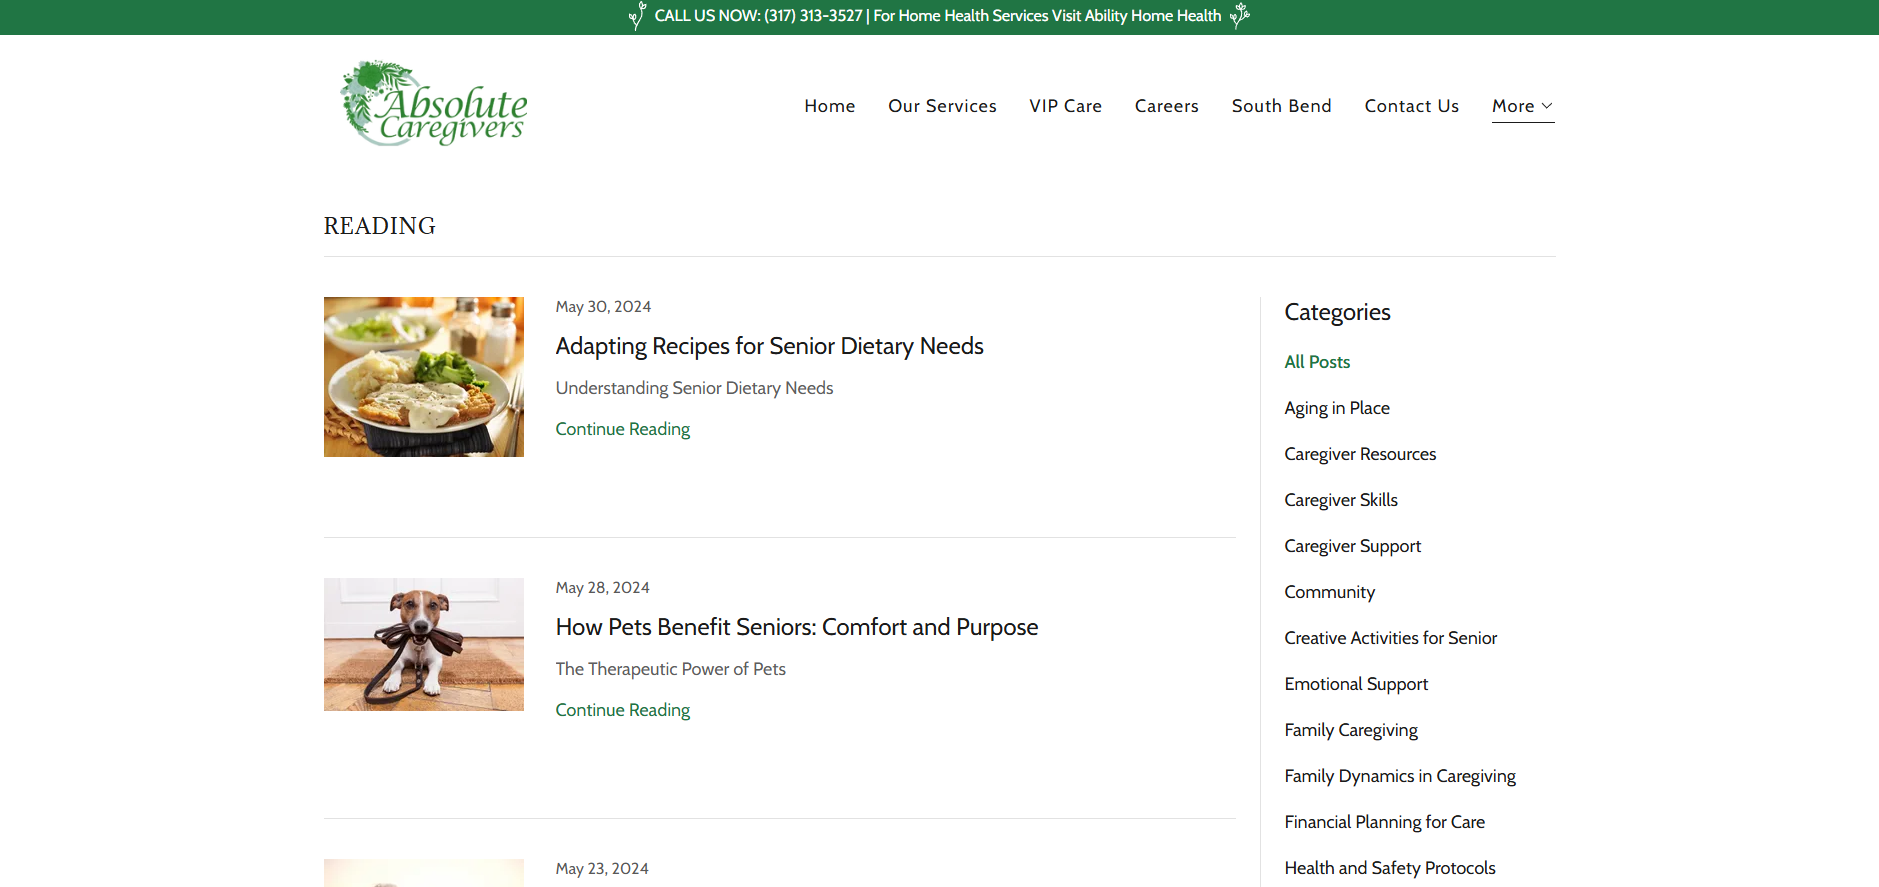 CALL US NOW: (317) 313-3527 | For Home Health Services Visit Ability Home Health
Absolute
Caregivers
Home
Our Services
VIP Care
Careers
South Bend
Contact Us
More
READING
May 30, 2024
Adapting Recipes for Senior Dietary Needs
Understanding Senior Dietary Needs
Continue Reading
May 28, 2024
How Pets Benefit Seniors: Comfort and Purpose
The Therapeutic Power of Pets
Continue Reading
May 23, 2024
Categories
All Posts
Aging in Place
Caregiver Resources
Caregiver Skills
Caregiver Support
Community
Creative Activities for Senior
Emotional Support
Family Caregiving
Family Dynamics in Caregiving
Financial Planning for Care
Health and Safety Protocols